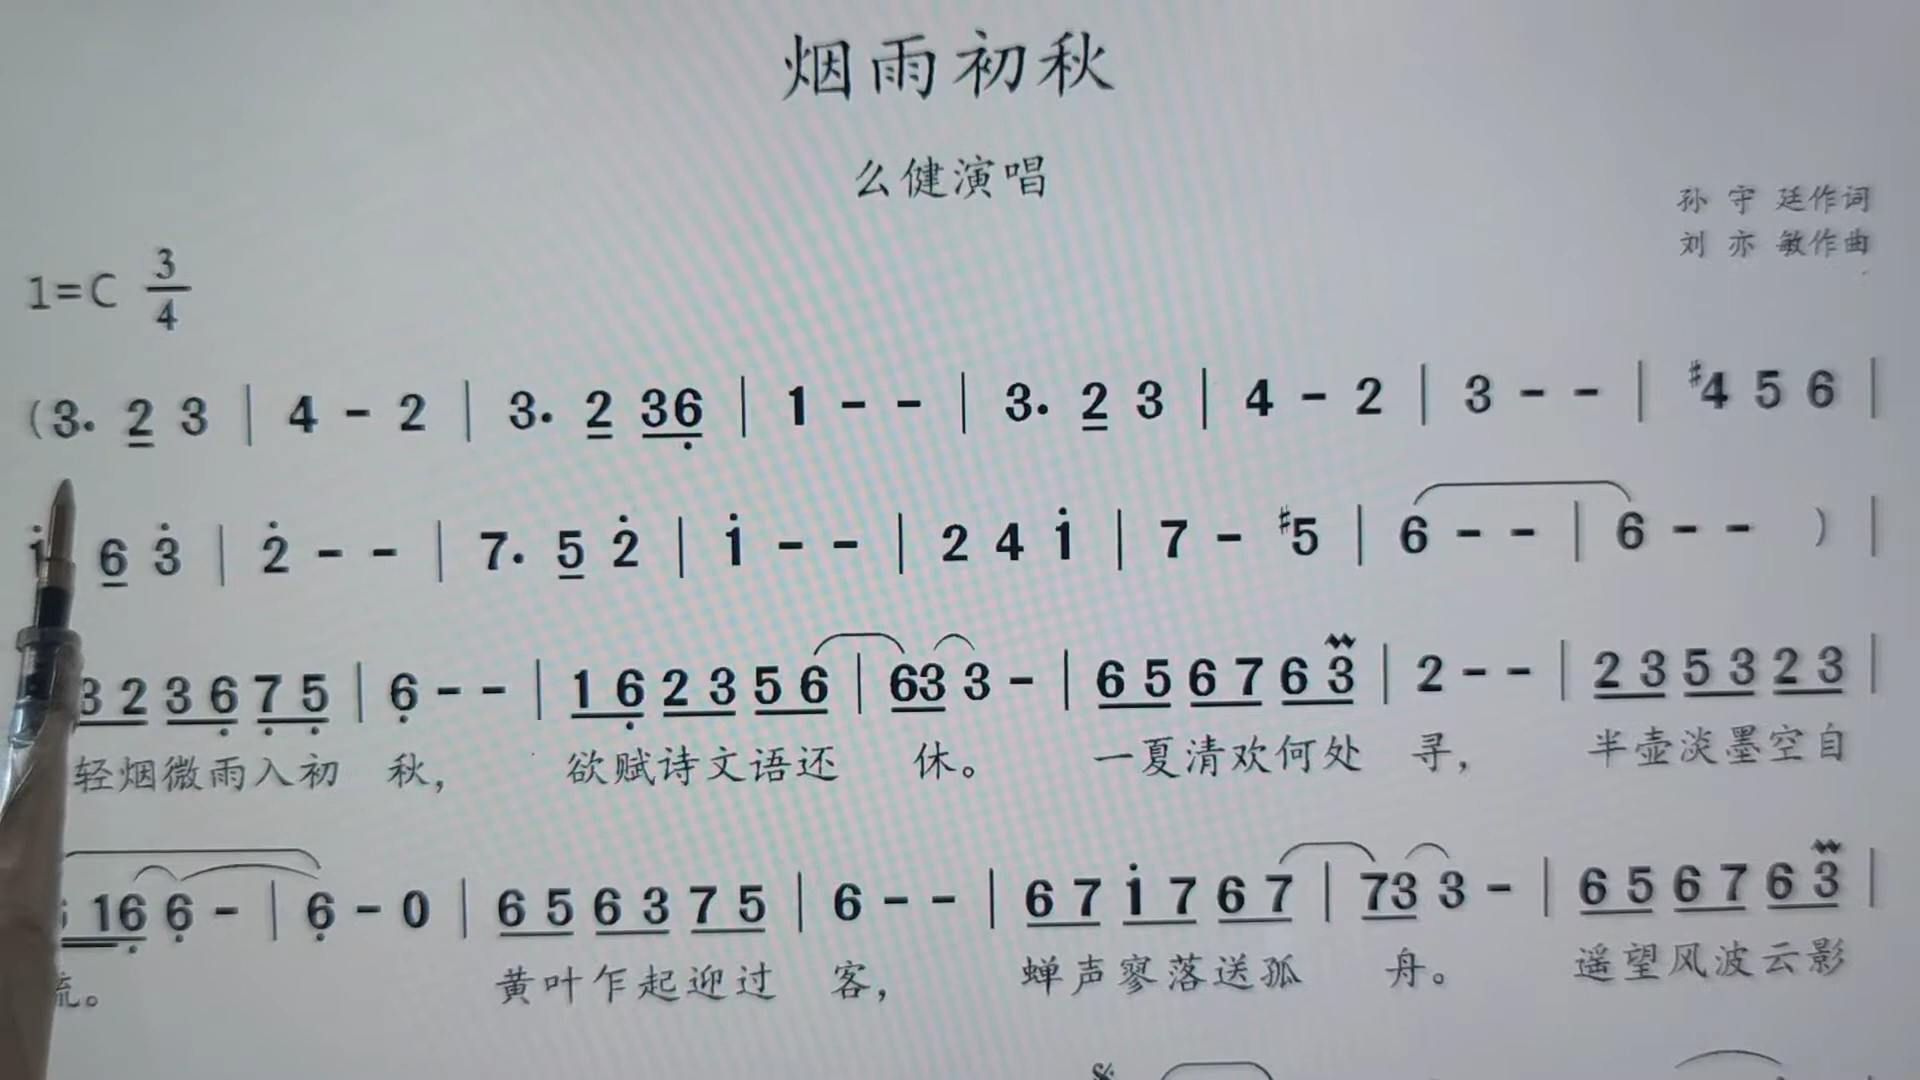 烟雨初秋
么健演唱
孙 守 廷作词
刘 亦 敏作曲
1=C 3/4
(3. 2 3 | 4 - 2 | 3. 2 36 | 1 - - | 3. 2 3 | 4 - 2 | 3 - - | #4 5 6 |
6 3 | 2 - - | 7. 5 2 | 1 - - | 2 4 1 | 7 - #5 | 6 - - | 6 - - ) |
3 2 3 6 7 5 | 6 - - | 1 6 2 3 5 6 | 63 3 - | 6 5 6 7 6 3 | 2 - - | 2 3 5 3 2 3 |
轻烟微雨入初 秋, 欲赋诗文语还 休。 一夏清欢何处 寻, 半壶淡墨空自
16 6 - | 6 - 0 | 6 5 6 3 7 5 | 6 - - | 6 7 1 7 6 7 | 73 3 - | 6 5 6 7 6 3 |
流。 黄叶乍起迎过 客, 蝉声寥落送孤 舟。 遥望风波云影